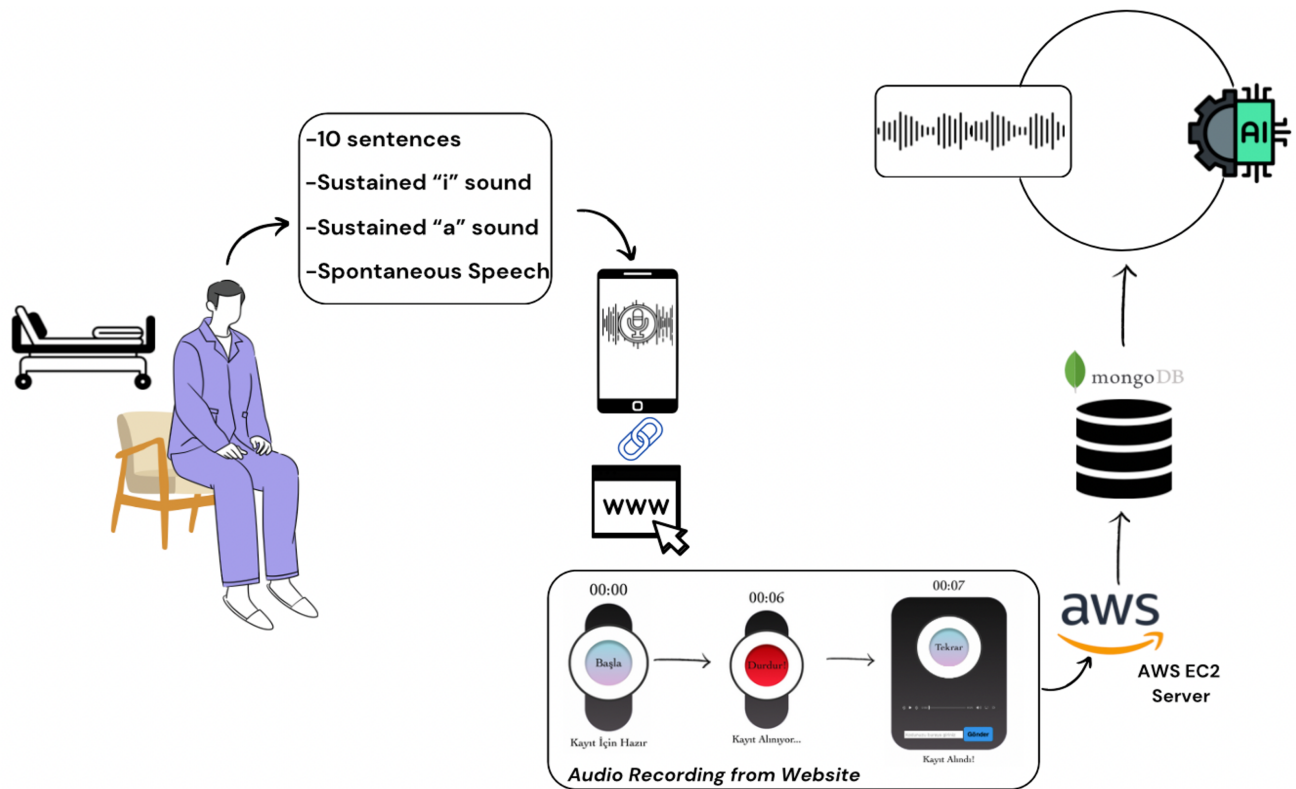 -10 sentences
-Sustained “i” sound
-Sustained “a” sound
-Spontaneous Speech
AI
mongoDB
www
00:00
Başla
Kayıt İçin Hazır
00:06
Durdur!
Kayıt Alınıyor...
00:07
Tekrar
Gönder
Kayıt Alındı!
Audio Recording from Website
aws
AWS EC2
Server